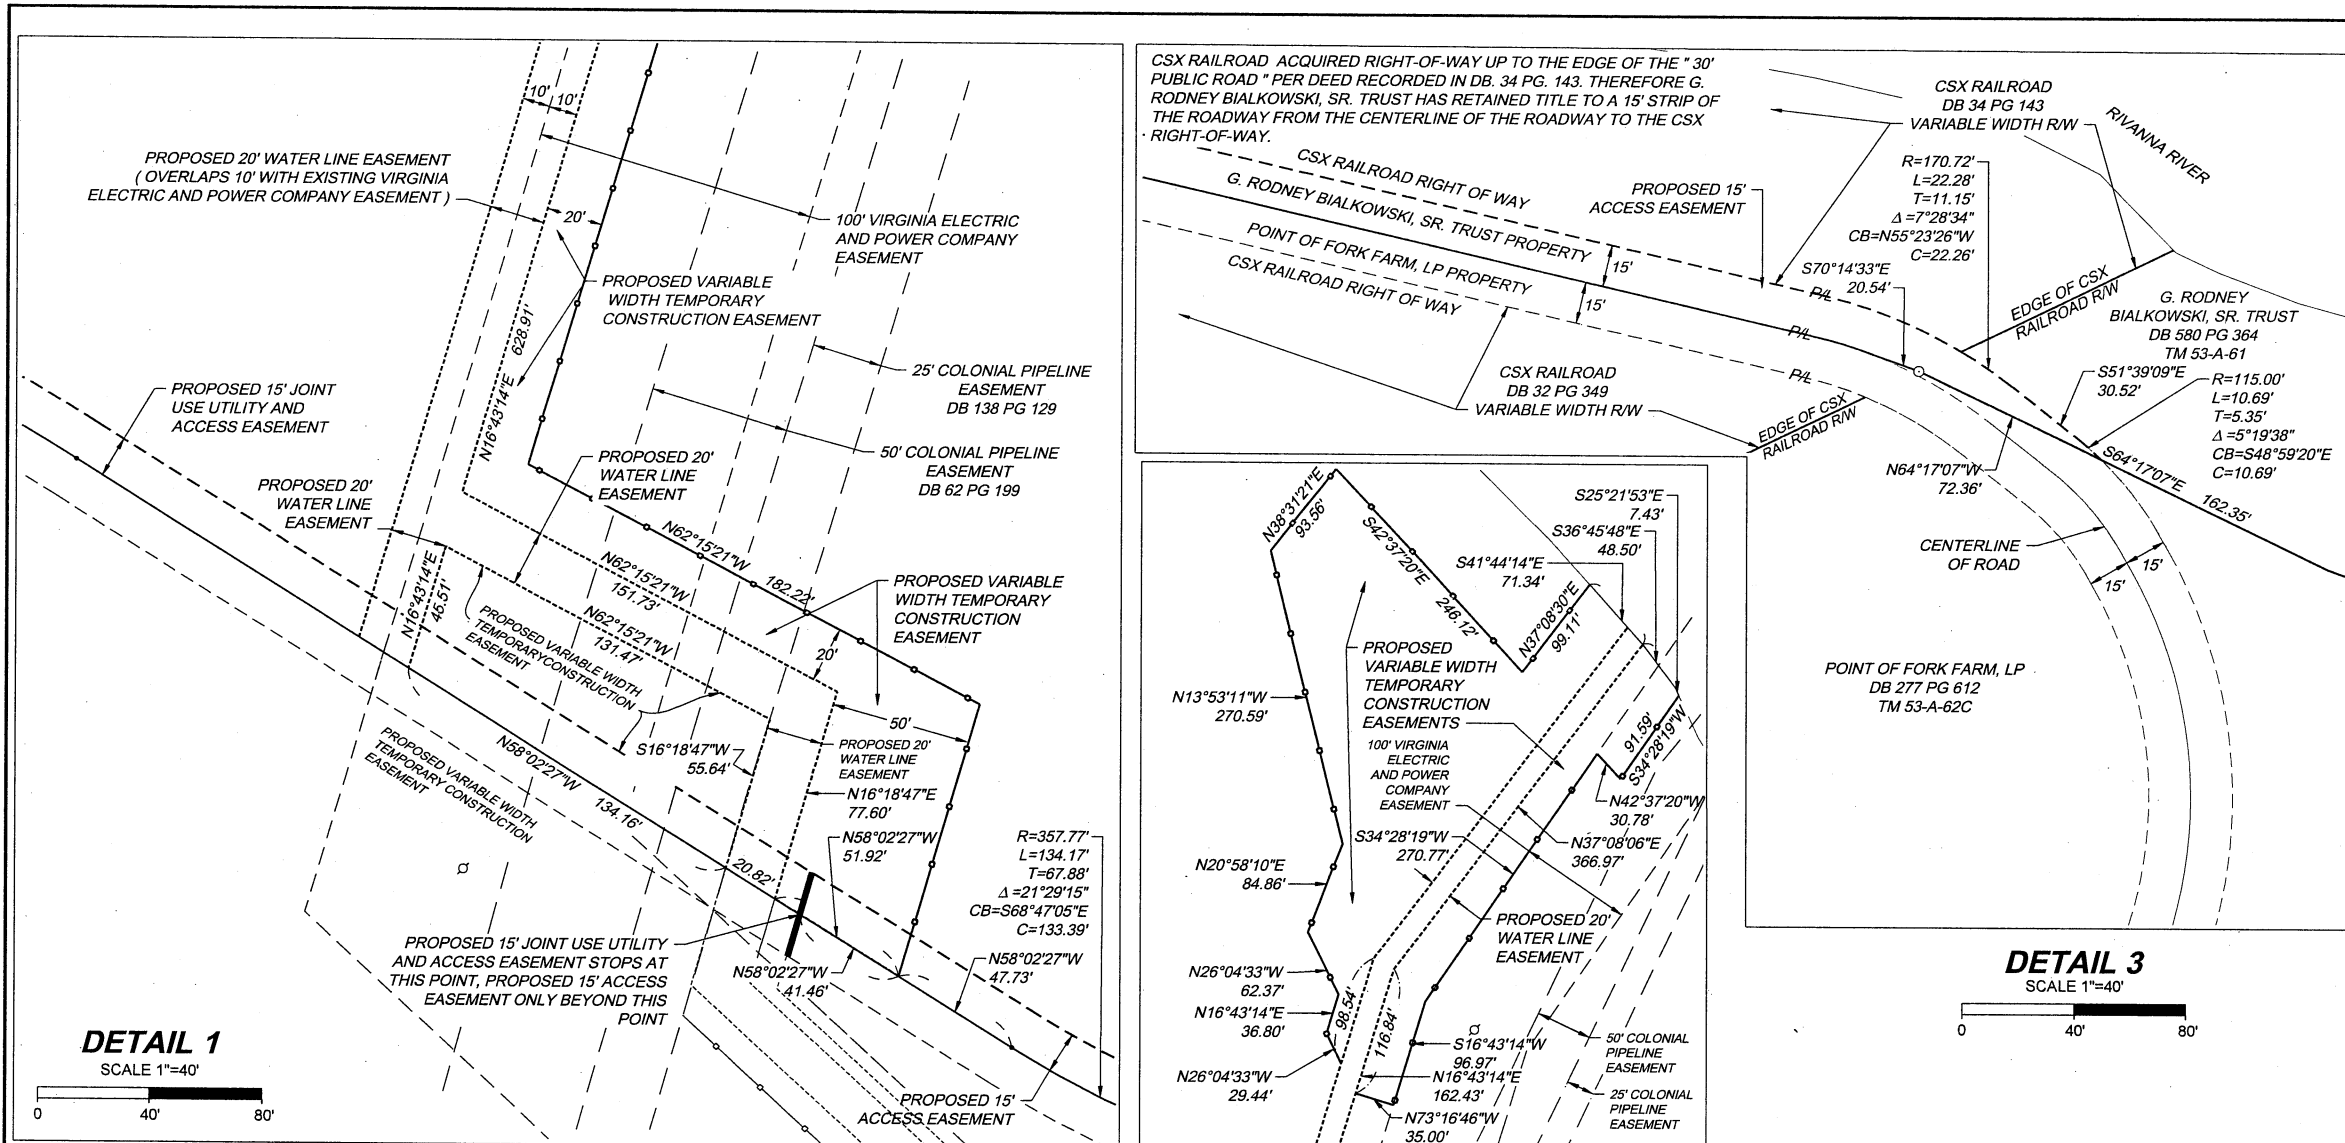 10'
10'
PROPOSED 20' WATER LINE EASEMENT
( OVERLAPS 10' WITH EXISTING VIRGINIA
ELECTRIC AND POWER COMPANY EASEMENT )
20'
100' VIRGINIA ELECTRIC
AND POWER COMPANY
EASEMENT
PROPOSED VARIABLE
WIDTH TEMPORARY
CONSTRUCTION EASEMENT
N16°43'14"E 628.91'
25' COLONIAL PIPELINE
EASEMENT
DB 138 PG 129
PROPOSED 15' JOINT
USE UTILITY AND
ACCESS EASEMENT
50' COLONIAL PIPELINE
EASEMENT
DB 62 PG 199
PROPOSED 20'
WATER LINE
EASEMENT
PROPOSED 20'
WATER LINE
EASEMENT
N62°15'21"W 182.22'
N62°15'21"W
151.73'
N16°43'14"E
46.51'
PROPOSED VARIABLE
WIDTH TEMPORARY
CONSTRUCTION
EASEMENT
N62°15'21"W
131.47'
20'
PROPOSED VARIABLE WIDTH
TEMPORARYCONSTRUCTION
EASEMENT
50'
S16°18'47"W
55.64'
PROPOSED 20'
WATER LINE
EASEMENT
N16°18'47"E
77.60'
PROPOSED VARIABLE WIDTH
TEMPORARY CONSTRUCTION
EASEMENT
N58°02'27"W 134.16'
20.82'
N58°02'27"W
51.92'
R=357.77'
L=134.17'
T=67.88'
Δ =21°29'15"
CB=S68°47'05"E
C=133.39'
PROPOSED 15' JOINT USE UTILITY
AND ACCESS EASEMENT STOPS AT
THIS POINT, PROPOSED 15' ACCESS
EASEMENT ONLY BEYOND THIS
POINT
N58°02'27"W
41.46'
N58°02'27"W
47.73'
PROPOSED 15'
ACCESS EASEMENT
DETAIL 1
SCALE 1"=40'
0 40' 80'
CSX RAILROAD ACQUIRED RIGHT-OF-WAY UP TO THE EDGE OF THE " 30'
PUBLIC ROAD " PER DEED RECORDED IN DB. 34 PG. 143. THEREFORE G.
RODNEY BIALKOWSKI, SR. TRUST HAS RETAINED TITLE TO A 15' STRIP OF
THE ROADWAY FROM THE CENTERLINE OF THE ROADWAY TO THE CSX
RIGHT-OF-WAY.
CSX RAILROAD
DB 34 PG 143
VARIABLE WIDTH R/W
RIVANNA RIVER
CSX RAILROAD RIGHT OF WAY
G. RODNEY BIALKOWSKI, SR. TRUST PROPERTY
POINT OF FORK FARM, LP PROPERTY
CSX RAILROAD RIGHT OF WAY
15'
15'
PROPOSED 15'
ACCESS EASEMENT
R=170.72'
L=22.28'
T=11.15'
Δ =7°28'34"
CB=N55°23'26"W
C=22.26'
S70°14'33"E
20.54'
P/L
P/L
P/L
EDGE OF CSX
RAILROAD R/W
G. RODNEY
BIALKOWSKI, SR. TRUST
DB 580 PG 364
TM 53-A-61
S51°39'09"E
30.52'
R=115.00'
L=10.69'
T=5.35'
Δ =5°19'38"
CB=S48°59'20"E
C=10.69'
CSX RAILROAD
DB 32 PG 349
VARIABLE WIDTH R/W
EDGE OF CSX
RAILROAD R/W
N64°17'07"W
72.36'
S64°17'07"E 162.35'
CENTERLINE
OF ROAD
15'
15'
POINT OF FORK FARM, LP
DB 277 PG 612
TM 53-A-62C
DETAIL 3
SCALE 1"=40'
0 40' 80'
N38°31'21"E
93.56'
S42°37'20"E 246.12'
S25°21'53"E
7.43'
S36°45'48"E
48.50'
S41°44'14"E
71.34'
N37°08'30"E
99.11'
N13°53'11"W
270.59'
PROPOSED
VARIABLE WIDTH
TEMPORARY
CONSTRUCTION
EASEMENTS
100' VIRGINIA
ELECTRIC
AND POWER
COMPANY
EASEMENT
91.59'
S34°28'19"W
N42°37'20"W
30.78'
S34°28'19"W
270.77'
N37°08'06"E
366.97'
N20°58'10"E
84.86'
PROPOSED 20'
WATER LINE
EASEMENT
N26°04'33"W
62.37'
N16°43'14"E
36.80'
98.54'
116.84'
S16°43'14"W
96.97'
N16°43'14"E
162.43'
N26°04'33"W
29.44'
N73°16'46"W
35.00'
50' COLONIAL
PIPELINE
EASEMENT
25' COLONIAL
PIPELINE
EASEMENT